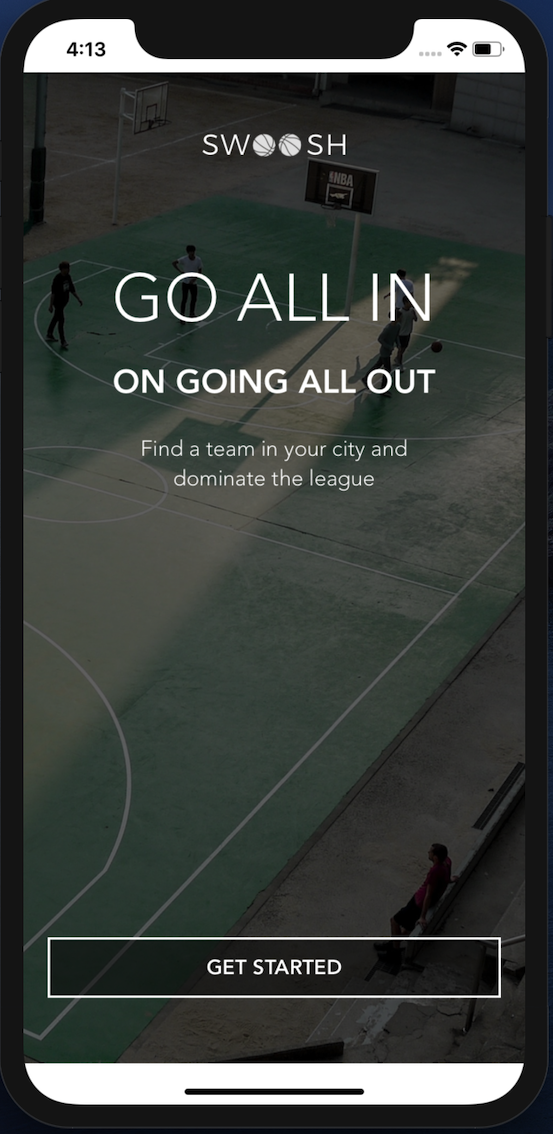 4:13
SWOOSH
NBA
GO ALL IN
ON GOING ALL OUT
Find a team in your city and
dominate the league
GET STARTED